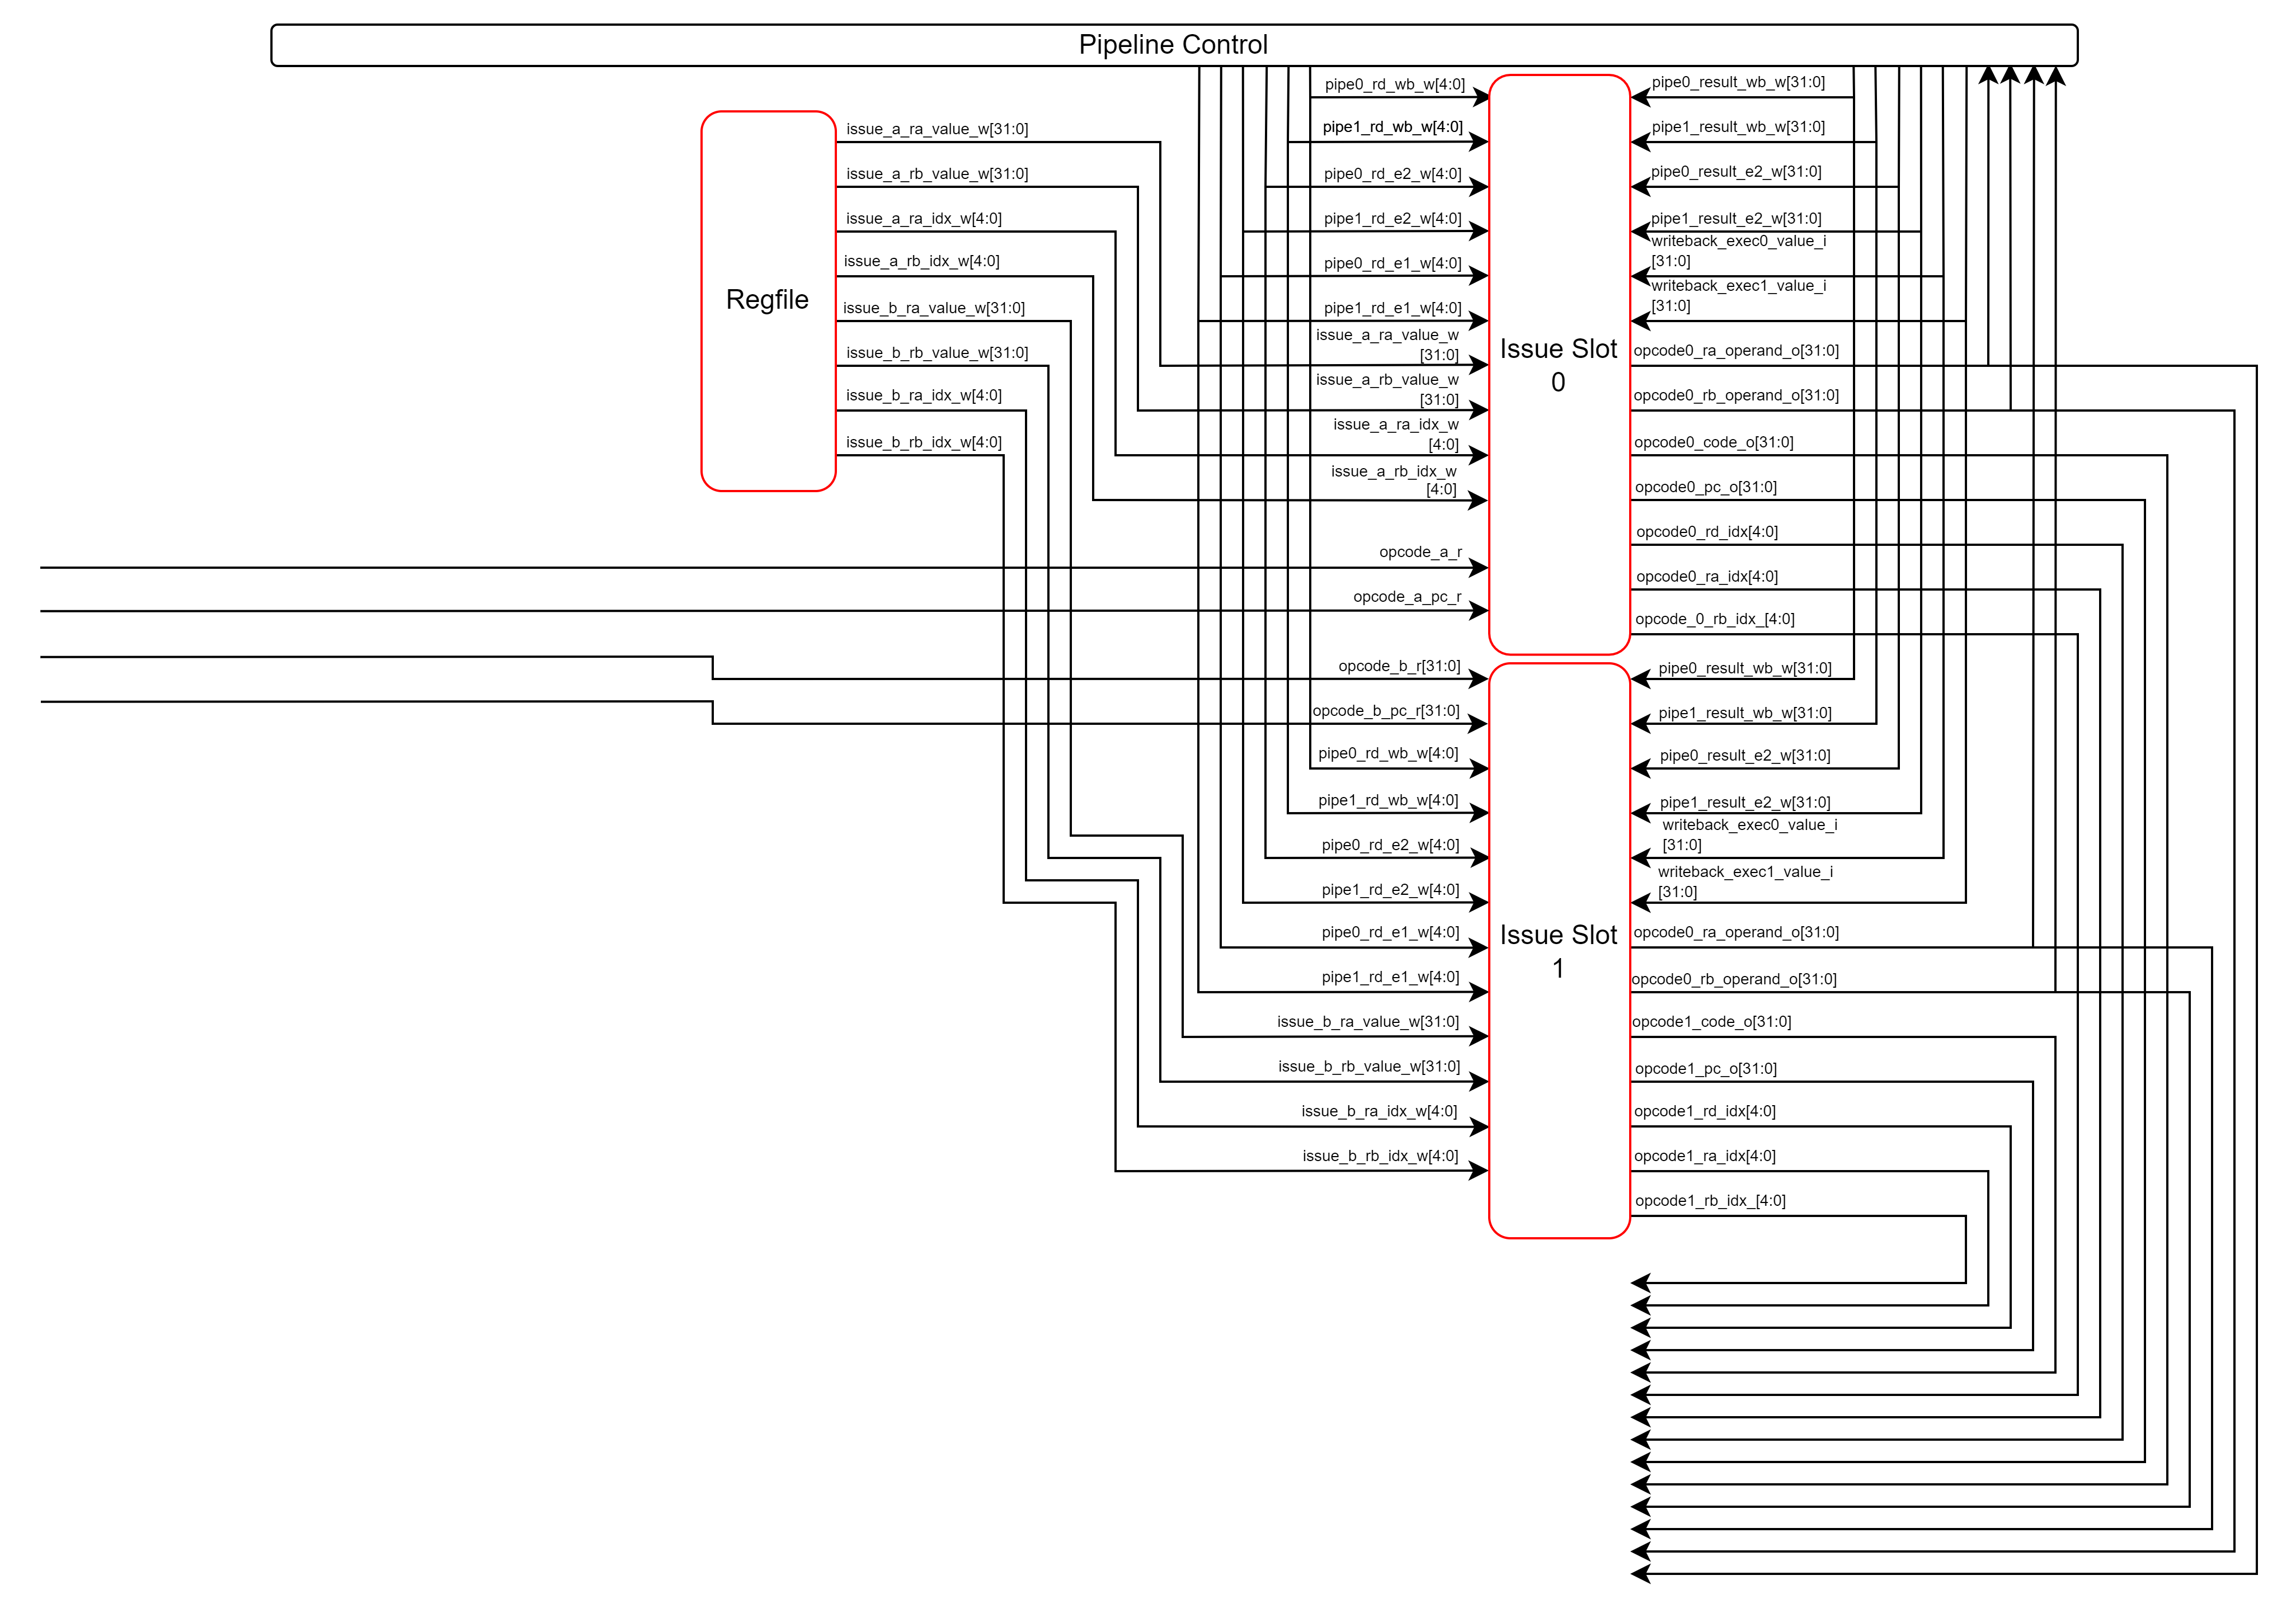 Pipeline Control
Regfile
issue_a_ra_value_w[31:0]
issue_a_rb_value_w[31:0]
issue_a_ra_idx_w[4:0]
issue_a_rb_idx_w[4:0]
issue_b_ra_value_w[31:0]
issue_b_rb_value_w[31:0]
issue_b_ra_idx_w[4:0]
issue_b_rb_idx_w[4:0]
pipe0_rd_wb_w[4:0]
pipe1_rd_wb_w[4:0]
pipe0_rd_e2_w[4:0]
pipe1_rd_e2_w[4:0]
pipe0_rd_e1_w[4:0]
pipe1_rd_e1_w[4:0]
issue_a_ra_value_w
[31:0]
issue_a_rb_value_w
[31:0]
issue_a_ra_idx_w
[4:0]
issue_a_rb_idx_w
[4:0]
opcode_a_r
opcode_a_pc_r
Issue Slot
0
pipe0_result_wb_w[31:0]
pipe1_result_wb_w[31:0]
pipe0_result_e2_w[31:0]
pipe1_result_e2_w[31:0]
writeback_exec0_value_i
[31:0]
writeback_exec1_value_i
[31:0]
opcode0_ra_operand_o[31:0]
opcode0_rb_operand_o[31:0]
opcode0_code_o[31:0]
opcode0_pc_o[31:0]
opcode0_rd_idx[4:0]
opcode0_ra_idx[4:0]
opcode_0_rb_idx_[4:0]
opcode_b_r[31:0]
opcode_b_pc_r[31:0]
pipe0_rd_wb_w[4:0]
pipe1_rd_wb_w[4:0]
pipe0_rd_e2_w[4:0]
pipe1_rd_e2_w[4:0]
pipe0_rd_e1_w[4:0]
pipe1_rd_e1_w[4:0]
issue_b_ra_value_w[31:0]
issue_b_rb_value_w[31:0]
issue_b_ra_idx_w[4:0]
issue_b_rb_idx_w[4:0]
Issue Slot
1
pipe0_result_wb_w[31:0]
pipe1_result_wb_w[31:0]
pipe0_result_e2_w[31:0]
pipe1_result_e2_w[31:0]
writeback_exec0_value_i
[31:0]
writeback_exec1_value_i
[31:0]
opcode0_ra_operand_o[31:0]
opcode0_rb_operand_o[31:0]
opcode1_code_o[31:0]
opcode1_pc_o[31:0]
opcode1_rd_idx[4:0]
opcode1_ra_idx[4:0]
opcode1_rb_idx_[4:0]